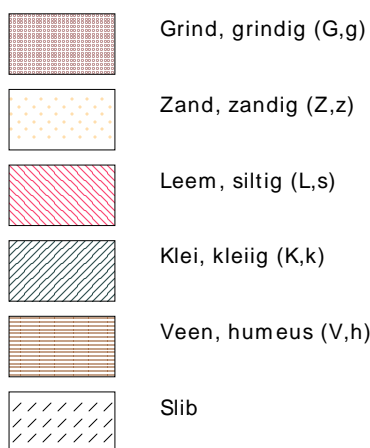 Grind, grindig (G,g)
Zand, zandig (Z,z)
Leem, siltig (L,s)
Klei, kleiig (K,k)
Veen, humeus (V,h)
Slib